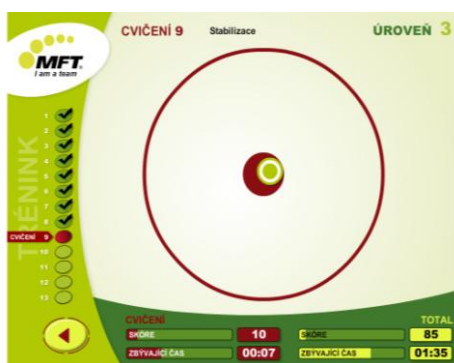 CVIČENÍ 9 Stabilizace ÚROVEŇ 3
MFT.
I am a team
TRÉNINK
1
2
3
4
5
6
7
8
CVIČENÍ 9
10
11
12
13
CVIČENÍ TOTAL
SKÓRE 10 SKÓRE 85
ZBÝVAJÍCÍ ČAS 00:07 ZBÝVAJÍCÍ ČAS 01:35